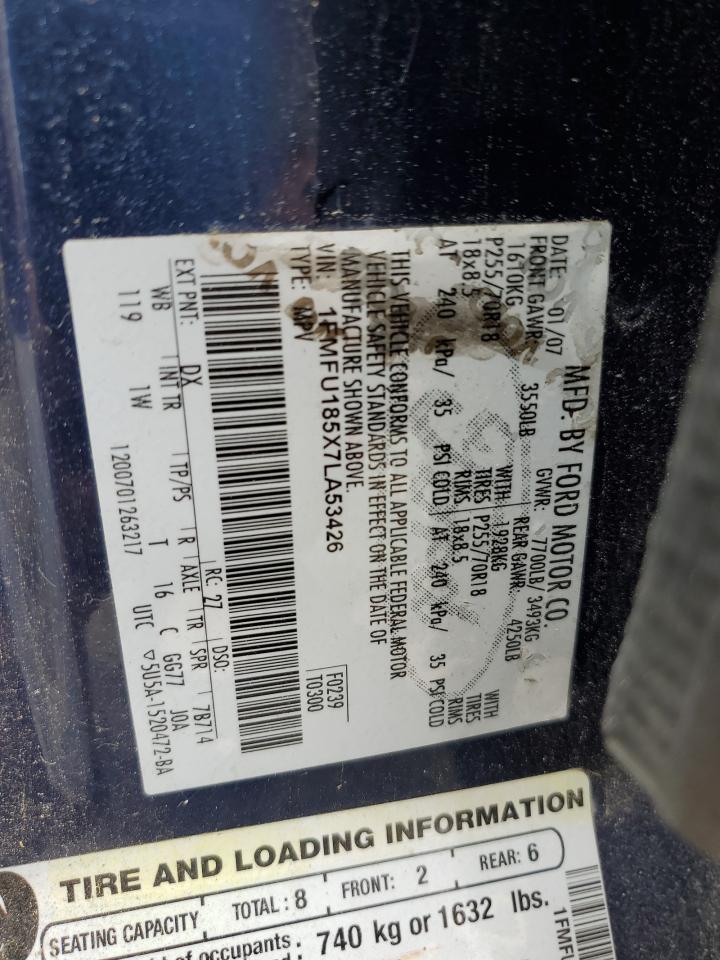 MFD. BY FORD MOTOR CO.
DATE: 01/07 GVWR: 7700LB/ 3493KG
FRONT GAWR: 3550LB REAR GAWR: 4250LB
1610KG WITH 1928KG WITH
P255/70R18 TIRES P255/70R18 TIRES
18x8.5 RIMS 18x8.5 RIMS
AT 240 kPa/ 35 PSI COLD AT 240 kPa/ 35 PSI COLD
THIS VEHICLE CONFORMS TO ALL APPLICABLE FEDERAL MOTOR
VEHICLE SAFETY STANDARDS IN EFFECT ON THE DATE OF
MANUFACTURE SHOWN ABOVE.
VIN: 1FMFU185X7LA53426 F0239
TYPE: MPV T0300
EXT PNT: DX RC: 27 DSO:
WB INT TR TP/PS R AXLE TR SPR 7B714
119 1W T 16 C GG77 J0A
1200701263217 UTC ▽5U5A-1520472-BA
TIRE AND LOADING INFORMATION
SEATING CAPACITY TOTAL: 8 FRONT: 2 REAR: 6
of occupants: 740 kg or 1632 lbs.
1FMFU